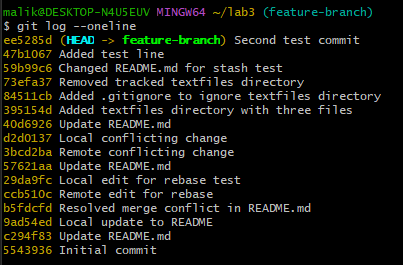 malik@DESKTOP-N4U5EUV MINGW64 ~/lab3 (feature-branch)
$ git log --oneline
ee5285d (HEAD -> feature-branch) Second test commit
47b1067 Added test line
59b99c6 Changed README.md for stash test
73efa37 Removed tracked textfiles directory
84511cb Added .gitignore to ignore textfiles directory
395154d Added textfiles directory with three files
40d6926 Update README.md
d2d0137 Local conflicting change
3bcd2ba Remote conflicting change
57621aa Update README.md
29da9fc Local edit for rebase test
ccb510c Remote edit for rebase
b5fdcfd Resolved merge conflict in README.md
9ad54ed Local update to README
c294f83 Update README.md
5543936 Initial commit